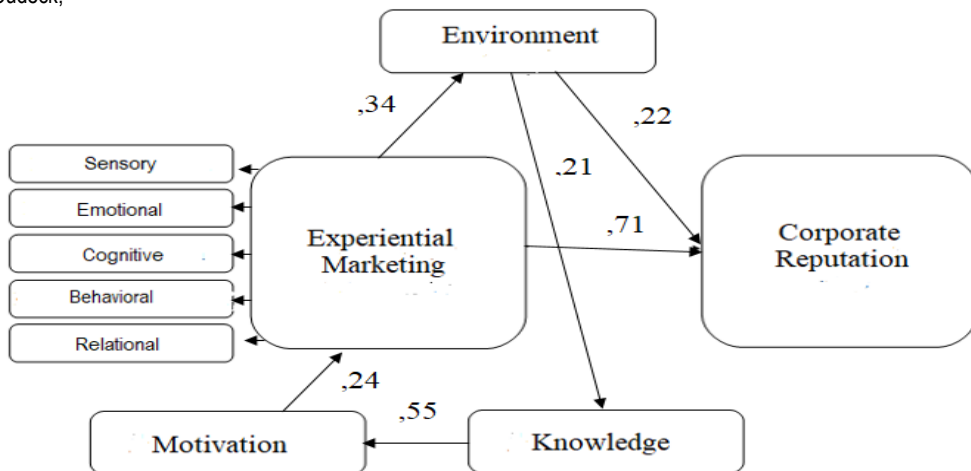 Environment
,34
,22
,21
Sensory
Emotional
Cognitive
Behavioral
Relational
Experiential
Marketing
,71
Corporate
Reputation
,24
,55
Motivation
Knowledge